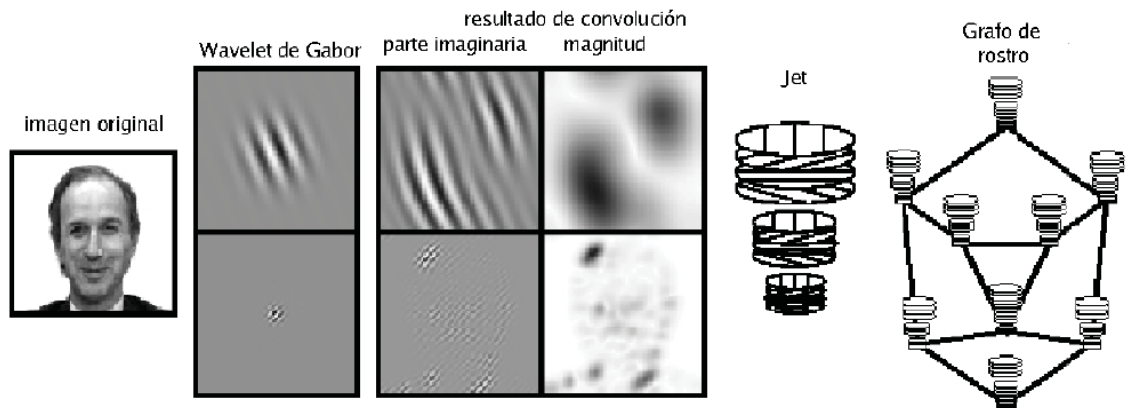 imagen original
Wavelet de Gabor
resultado de convolución
parte imaginaria
magnitud
Jet
Grafo de
rostro